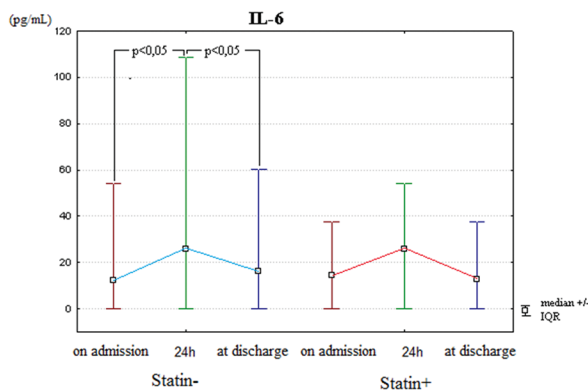 IL-6
(pg/mL)
120
100
80
60
40
20
0
p<0,05 p<0,05
median +/-
IQR
on admission 24h at discharge on admission 24h at discharge
Statin- Statin+